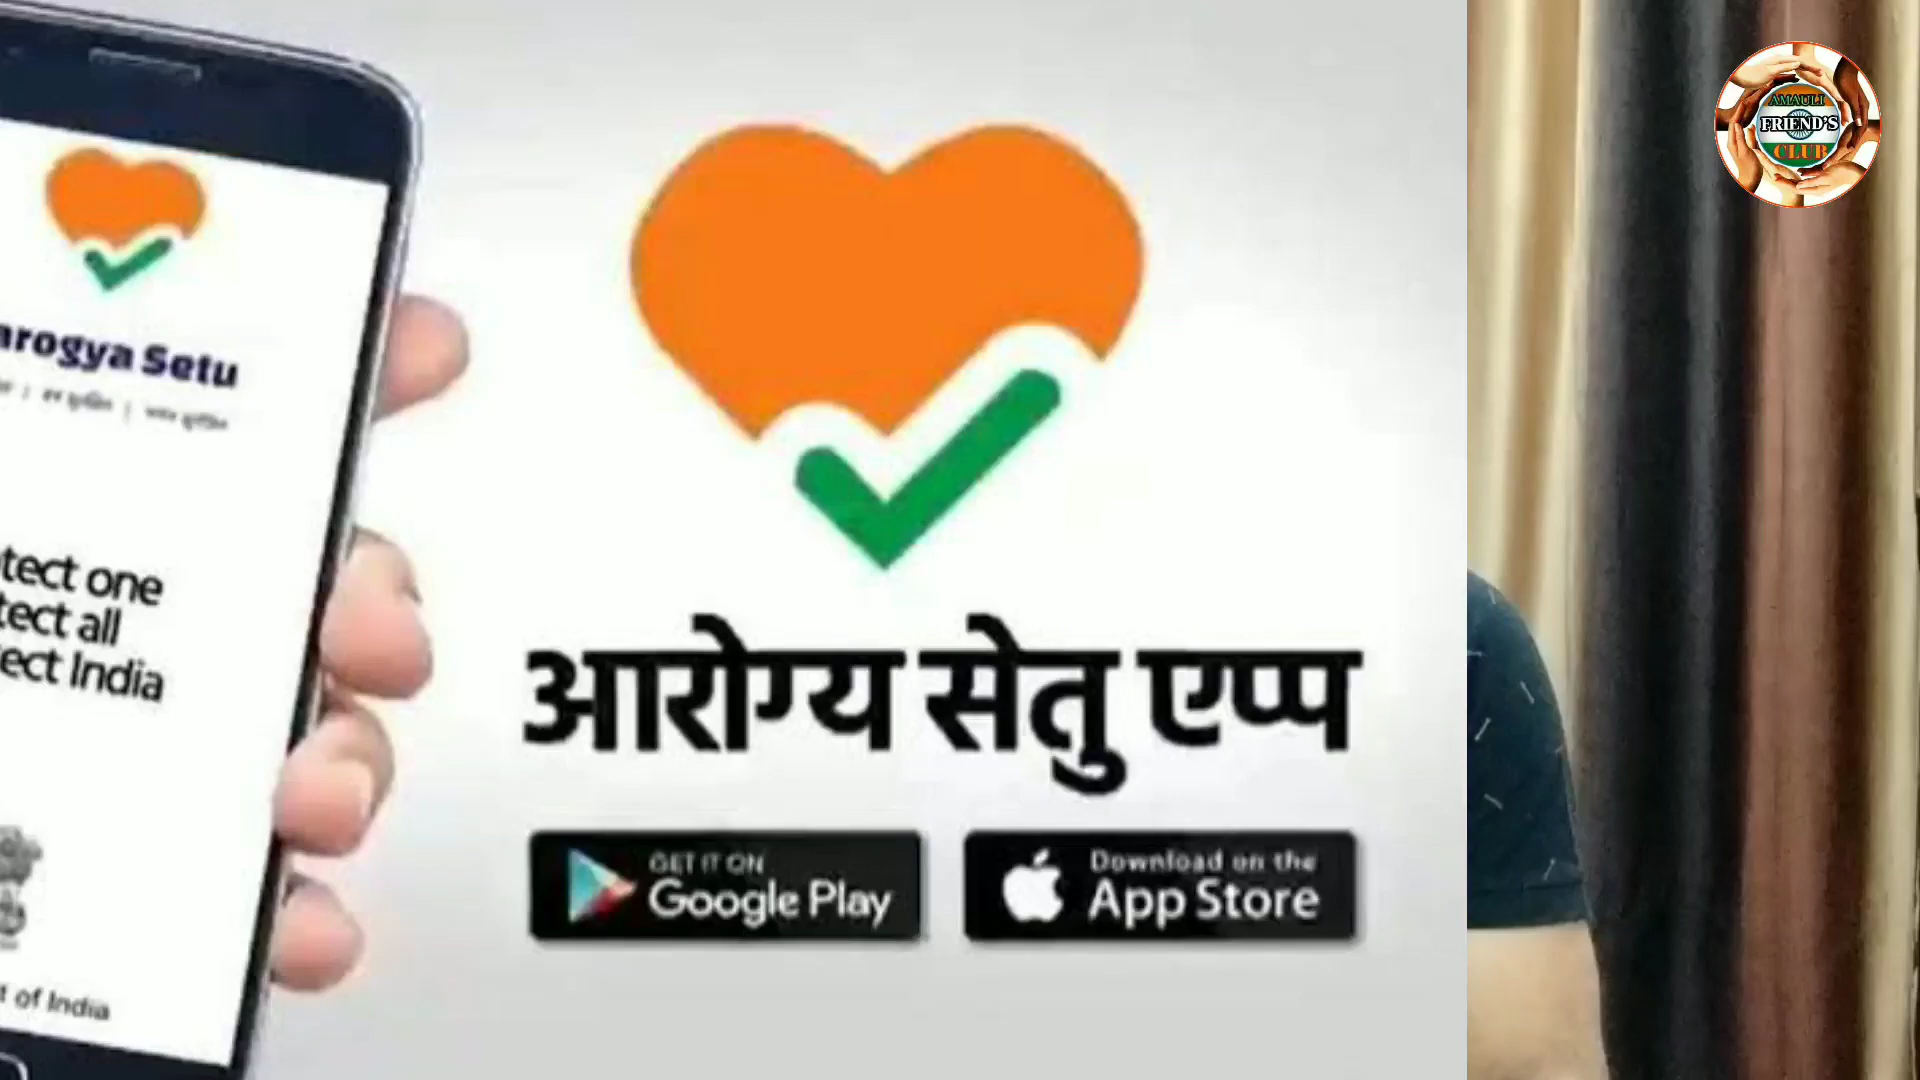 arogya Setu
tect one
tect all
ect India
t of India
आरोग्य सेतु एप्प
GET IT ON
Google Play
Download on the
App Store
AMAULI
FRIEND'S
CLUB